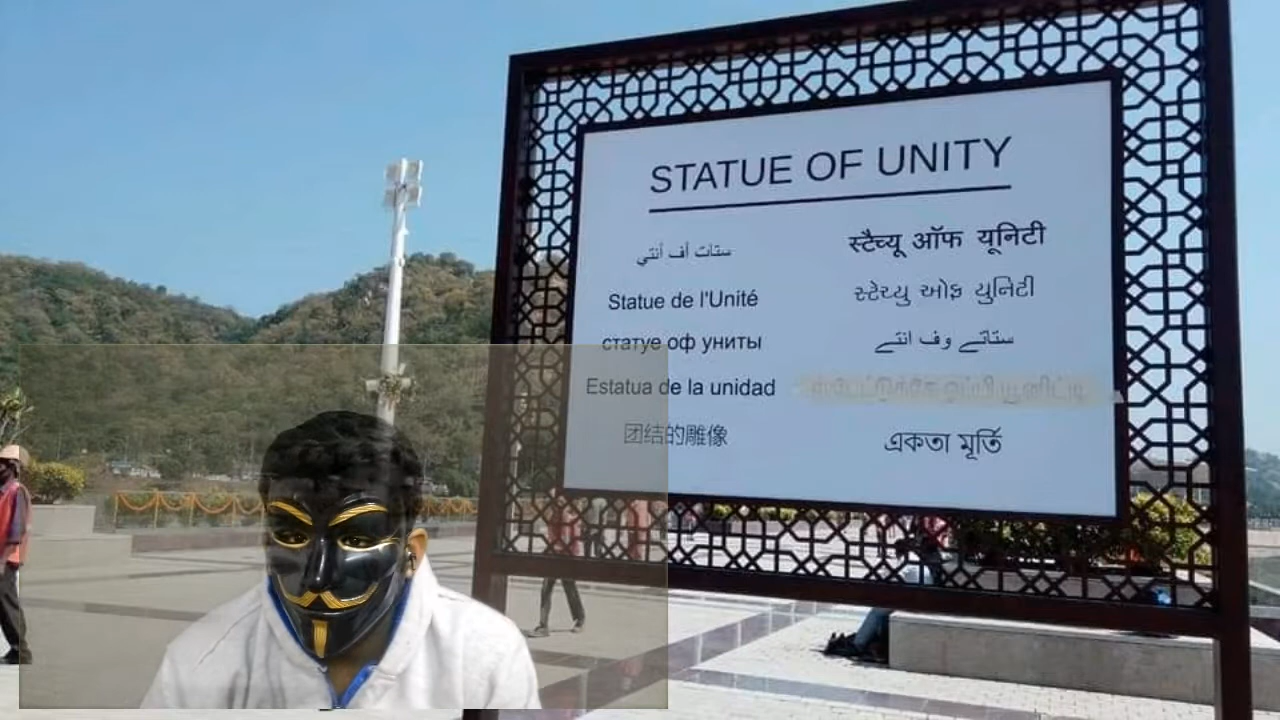 STATUE OF UNITY
ستات أف أنتي
स्टैच्यू ऑफ यूनिटी
Statue de l'Unité
સ્ટેચ્યુ ઓફ યુનિટી
статуе оф униты
ستاتے وف انتے
Estatua de la unidad
团结的雕像
একতা মূর্তি